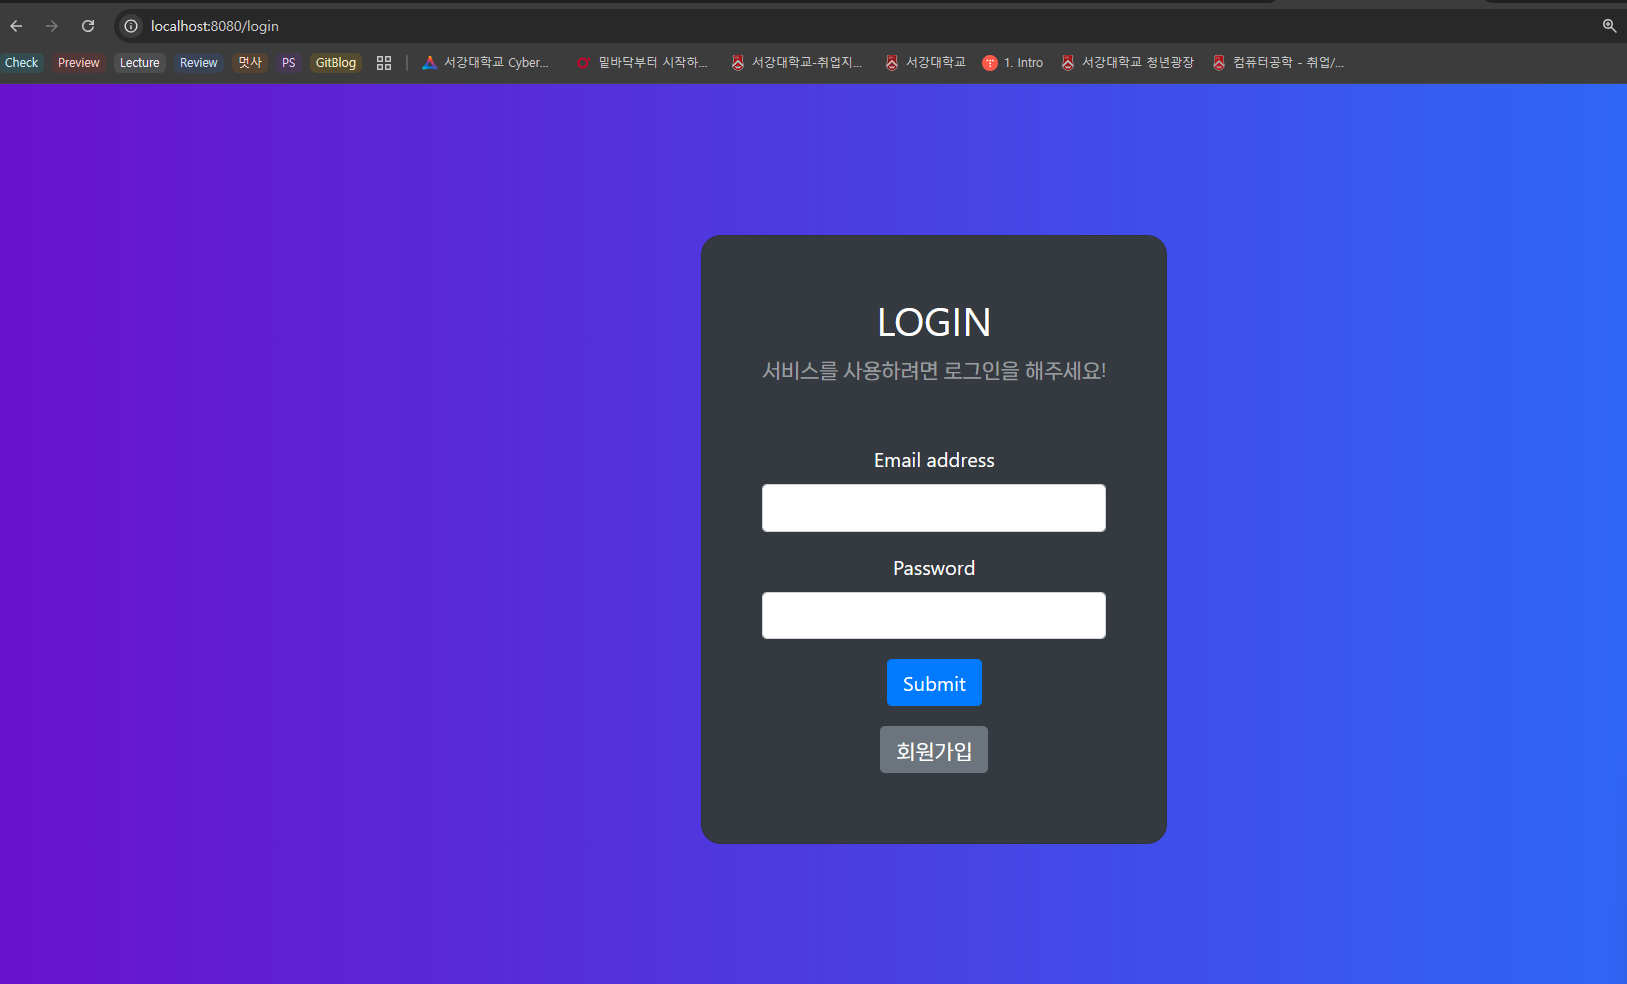 localhost:8080/login
Check Preview Lecture Review 멋사 PS GitBlog 서강대학교 Cyber... 밑바닥부터 시작하... 서강대학교-취업지... 서강대학교 1. Intro 서강대학교 청년광장 컴퓨터공학 - 취업/...
LOGIN
서비스를 사용하려면 로그인을 해주세요!
Email address
Password
Submit
회원가입